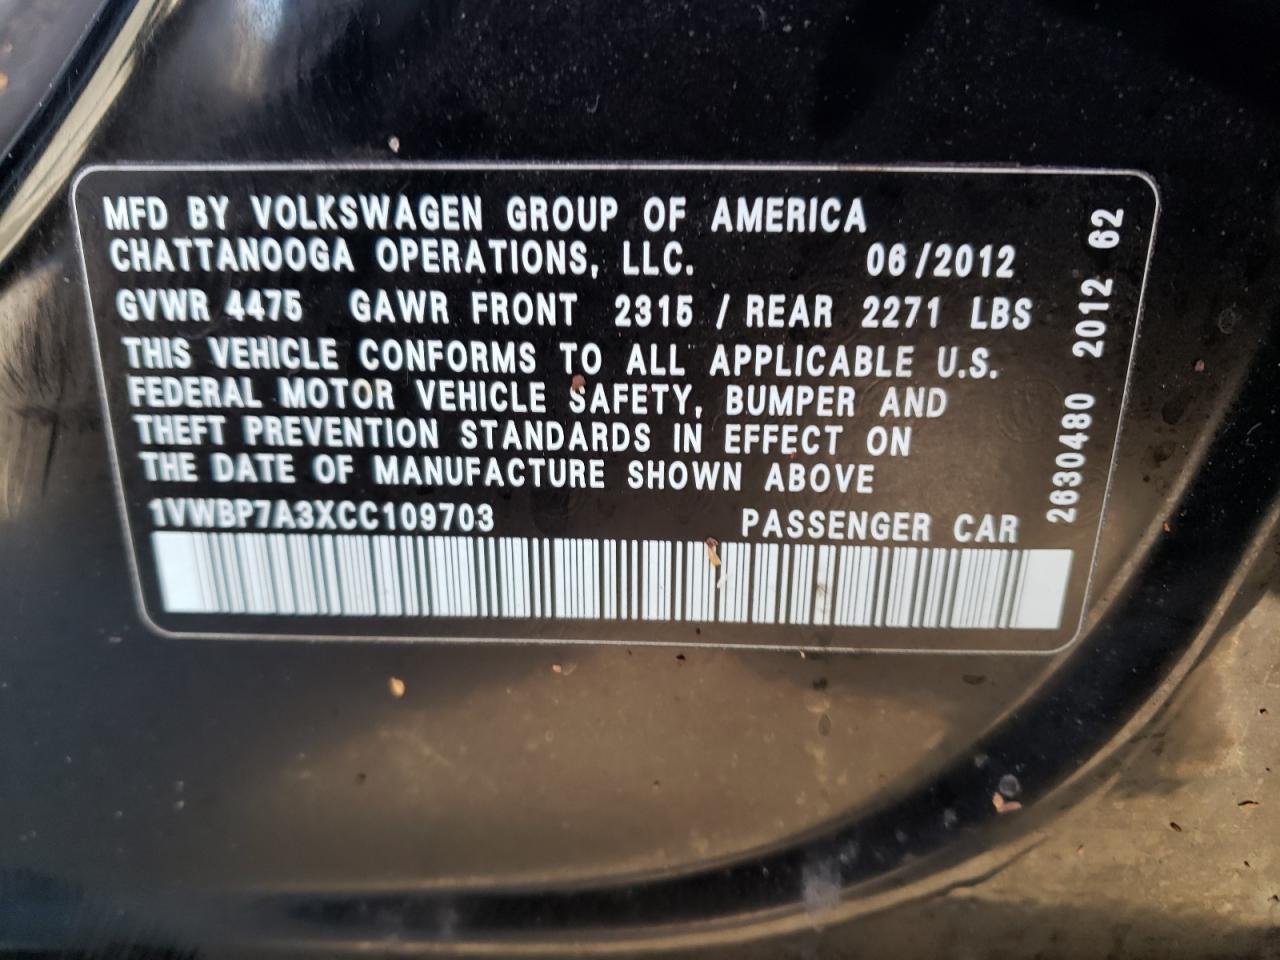 MFD BY VOLKSWAGEN GROUP OF AMERICA
CHATTANOOGA OPERATIONS, LLC. 06/2012
GVWR 4475 GAWR FRONT 2315 / REAR 2271 LBS
THIS VEHICLE CONFORMS TO ALL APPLICABLE U.S.
FEDERAL MOTOR VEHICLE SAFETY, BUMPER AND
THEFT PREVENTION STANDARDS IN EFFECT ON
THE DATE OF MANUFACTURE SHOWN ABOVE
1VWBP7A3XCC109703 PASSENGER CAR
2630480 2012 62